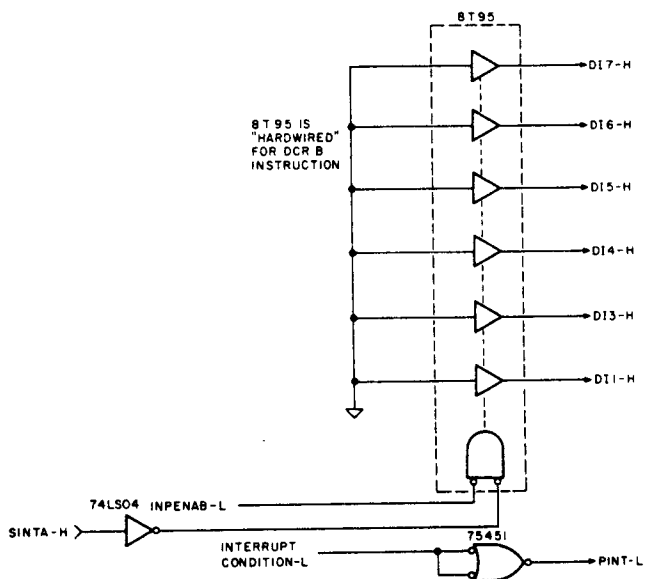 8T95
DI7-H
8T95 IS
"HARDWIRED"
FOR DCR B
INSTRUCTION
DI6-H
DI5-H
DI4-H
DI3-H
DI1-H
74LS04
INPENAB-L
SINTA-H
INTERRUPT
CONDITION-L
75451
PINT-L